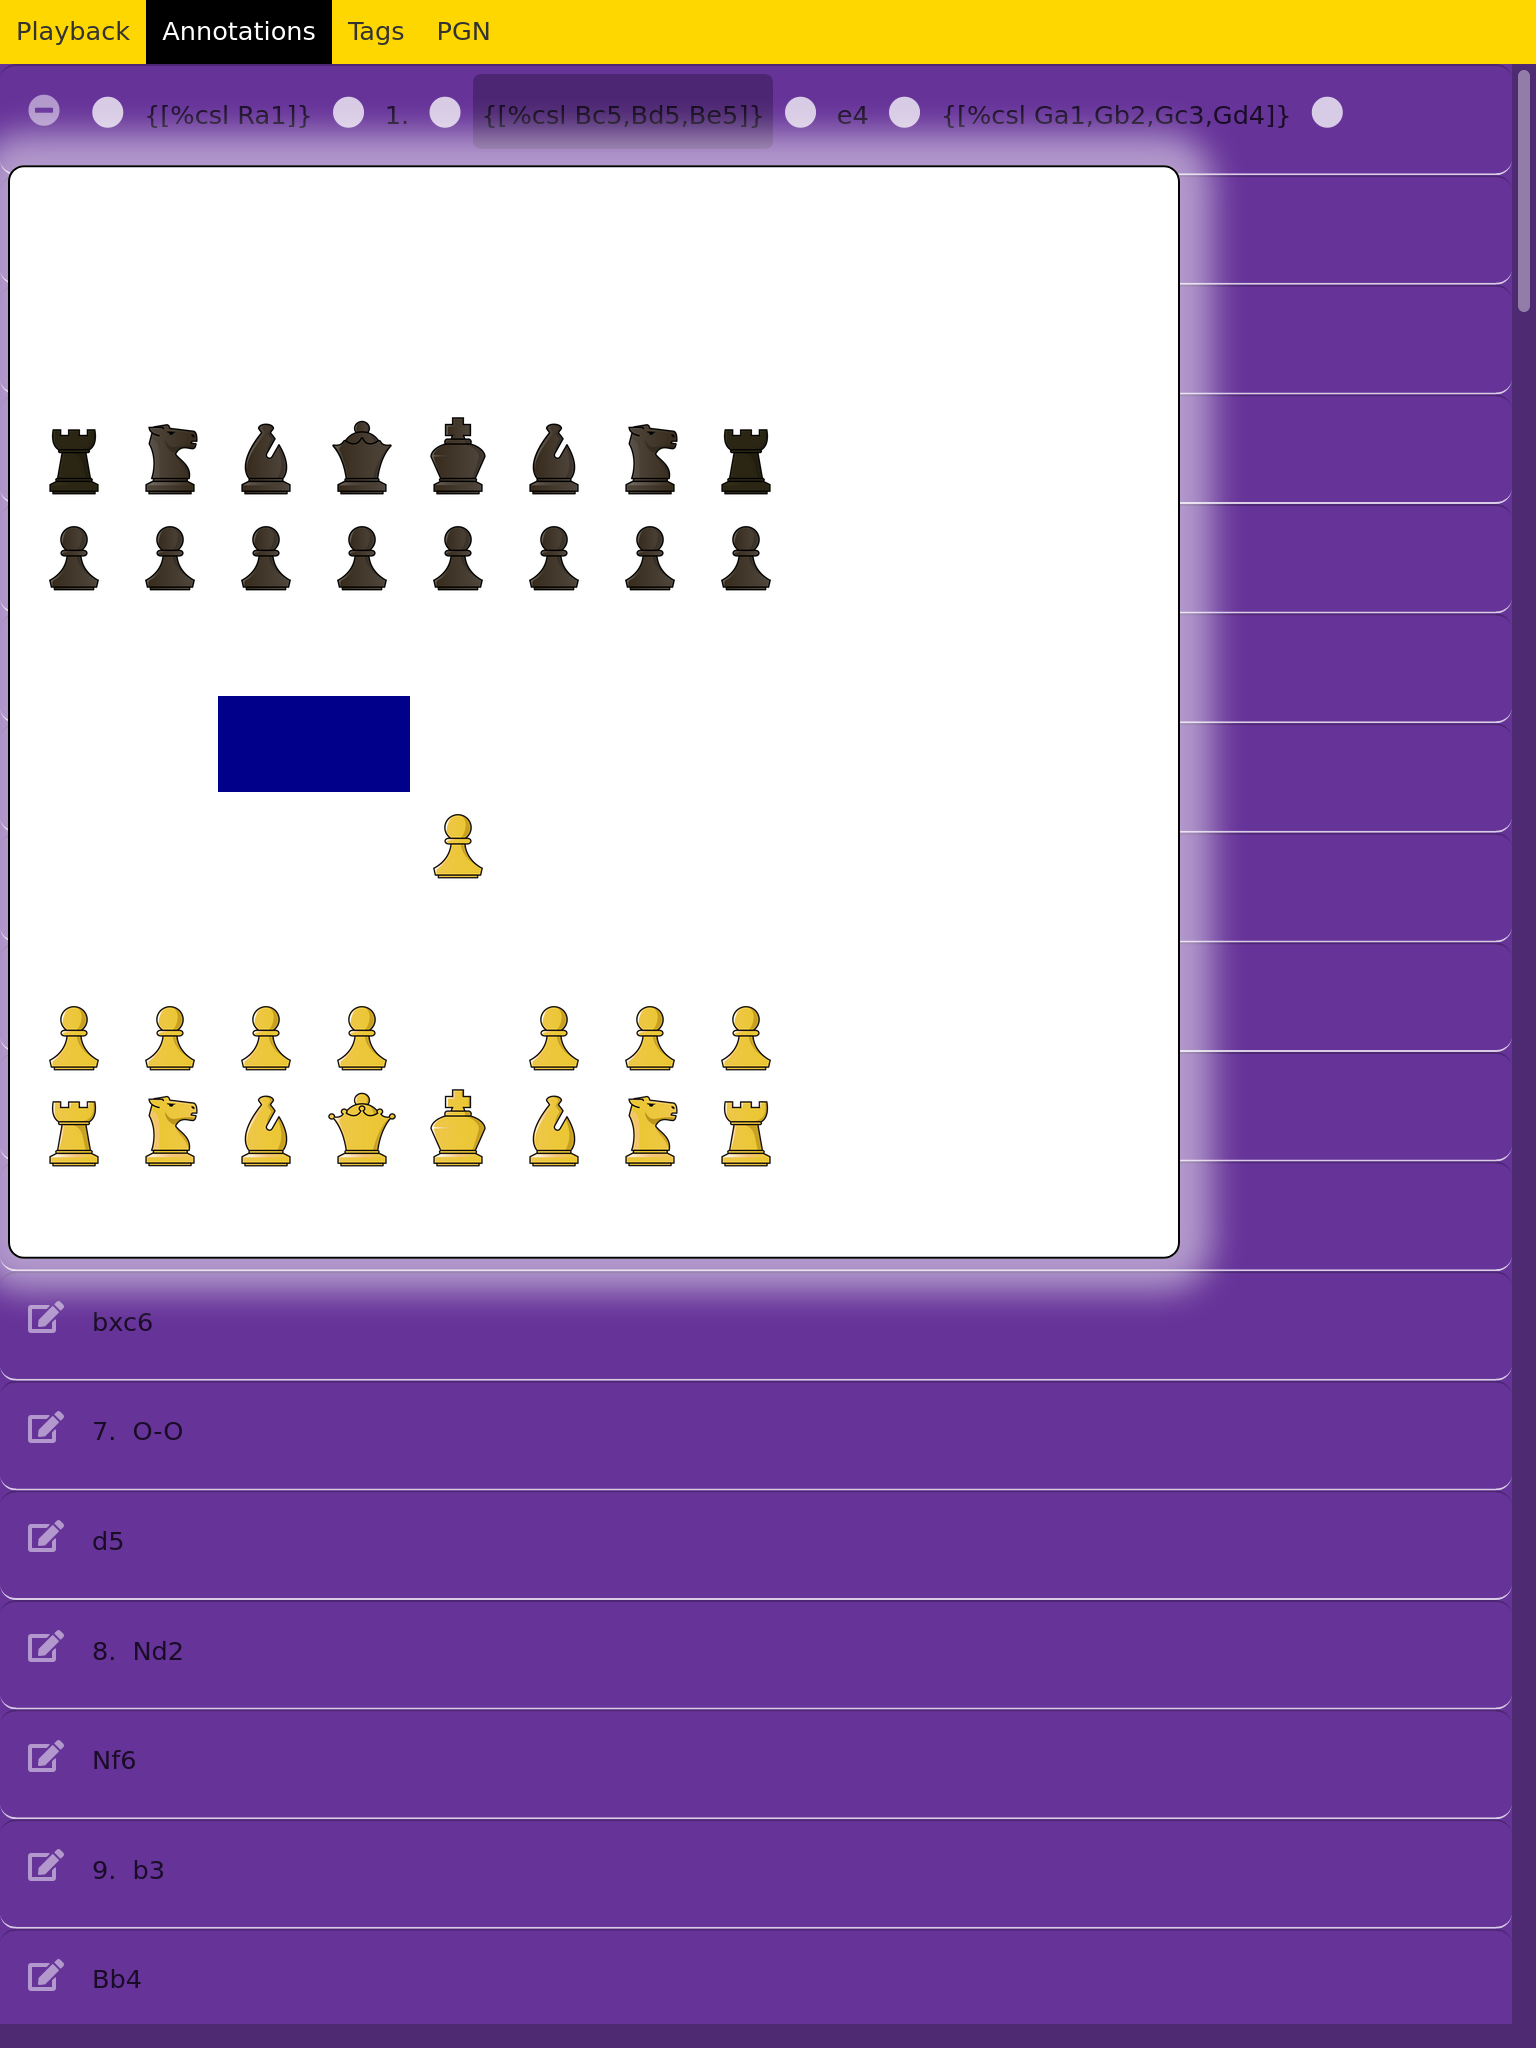 Playback Annotations Tags PGN
{[%csl Ra1]} 1. {[%csl Bc5,Bd5,Be5]} e4 {[%csl Ga1,Gb2,Gc3,Gd4]}
bxc6
7. O-O
d5
8. Nd2
Nf6
9. b3
Bb4